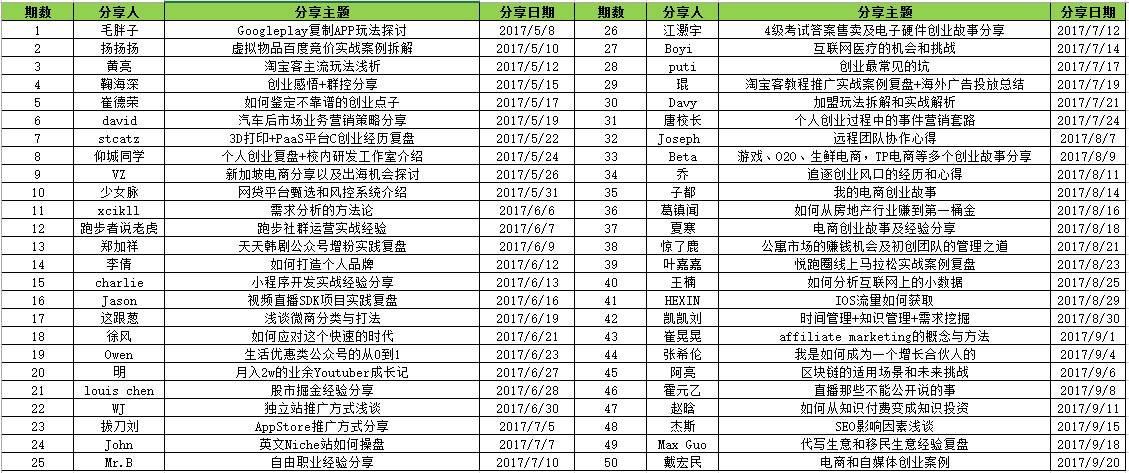 期数 分享人 分享主题 分享日期 期数 分享人 分享主题 分享日期
1 毛胖子 Googleplay复制APP玩法探讨 2017/5/8 26 江灏宇 4级考试答案售卖及电子硬件创业故事分享 2017/7/12
2 扬扬扬 虚拟物品百度竞价实战案例拆解 2017/5/10 27 Boyi 互联网医疗的机会和挑战 2017/7/14
3 黄亮 淘宝客主流玩法浅析 2017/5/12 28 puti 创业最常见的坑 2017/7/17
4 鞠海深 创业感悟+群控分享 2017/5/15 29 琨 淘宝客教程推广实战案例复盘+海外广告投放总结 2017/7/19
5 崔德荣 如何鉴定不靠谱的创业点子 2017/5/17 30 Davy 加盟玩法拆解和实战解析 2017/7/21
6 david 汽车后市场业务营销策略分享 2017/5/19 31 唐校长 个人创业过程中的事件营销套路 2017/7/24
7 stcatz 3D打印+PaaS平台C创业经历复盘 2017/5/22 32 Joseph 远程团队协作心得 2017/8/7
8 仰城同学 个人创业复盘+校内研发工作室介绍 2017/5/24 33 Beta 游戏、O2O、生鲜电商，TP电商等多个创业故事分享 2017/8/9
9 VZ 新加坡电商分享以及出海机会探讨 2017/5/26 34 乔 追逐创业风口的经历和心得 2017/8/11
10 少女脉 网贷平台甄选和风控系统介绍 2017/5/31 35 子都 我的电商创业故事 2017/8/14
11 xcikll 需求分析的方法论 2017/6/6 36 葛镇闻 如何从房地产行业赚到第一桶金 2017/8/16
12 跑步者说老虎 跑步社群运营实战经验 2017/6/7 37 夏寒 电商创业故事及经验分享 2017/8/18
13 郑加祥 天天韩剧公众号增粉实践复盘 2017/6/9 38 惊了鹿 公寓市场的赚钱机会及初创团队的管理之道 2017/8/21
14 李倩 如何打造个人品牌 2017/6/12 39 叶嘉嘉 悦跑圈线上马拉松实战案例复盘 2017/8/23
15 charlie 小程序开发实战经验分享 2017/6/13 40 王楠 如何分析互联网上的小数据 2017/8/25
16 Jason 视频直播SDK项目实践复盘 2017/6/16 41 HEXIN IOS流量如何获取 2017/8/29
17 这跟葱 浅谈微商分类与打法 2017/6/19 42 凯凯刘 时间管理+知识管理+需求挖掘 2017/8/30
18 徐风 如何应对这个快速的时代 2017/6/21 43 崔晃晃 affiliate marketing的概念与方法 2017/9/1
19 Owen 生活优惠类公众号的从0到1 2017/6/23 44 张希伦 我是如何成为一个增长合伙人的 2017/9/4
20 明 月入2w的业余Youtuber成长记 2017/6/27 45 阿亮 区块链的适用场景和未来挑战 2017/9/6
21 louis chen 股市掘金经验分享 2017/6/28 46 霍元乙 直播那些不能公开说的事 2017/9/8
22 WJ 独立站推广方式浅谈 2017/6/30 47 赵晗 如何从知识付费变成知识投资 2017/9/11
23 拔刀刘 AppStore推广方式分享 2017/7/5 48 杰斯 SEO影响因素浅谈 2017/9/15
24 John 英文Niche站如何操盘 2017/7/7 49 Max Guo 代写生意和移民生意经验复盘 2017/9/18
25 Mr.B 自由职业经验分享 2017/7/10 50 戴宏民 电商和自媒体创业案例 2017/9/20